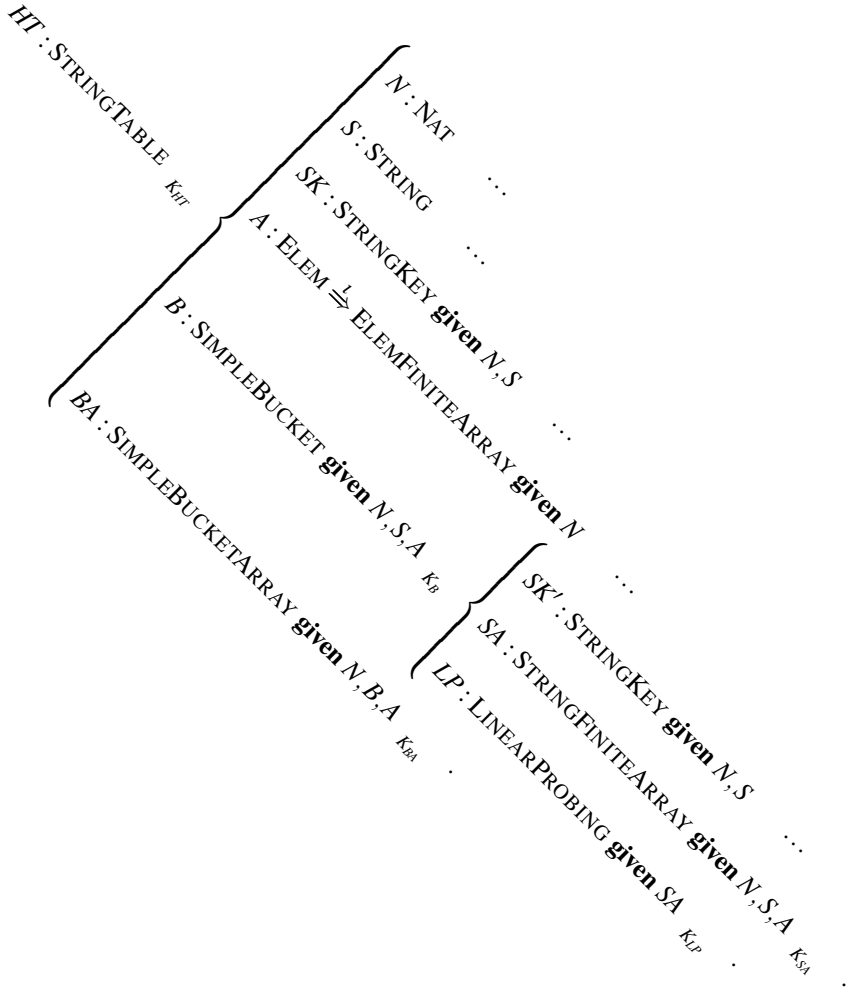 HT : STRINGTABLE K_HT
N : NAT ...
S : STRING ...
SK : STRINGKEY given N, S ...
A : ELEM ⇒^i ELEMFINITEARRAY given N ...
B : SIMPLEBUCKET given N, S, A K_B
SK′ : STRINGKEY given N, S ...
SA : STRINGFINITEARRAY given N, S, A K_SA .
LP : LINEARPROBING given SA K_LP .
BA : SIMPLEBUCKETARRAY given N, B, A K_BA .